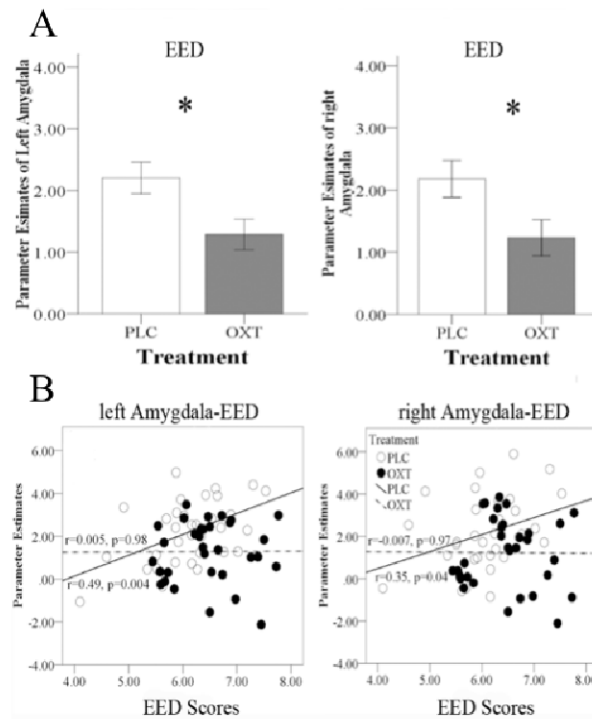 A
EED
Parameter Esimates of Left Amygdala
4.00
3.00
2.00
1.00
0.00
*
PLC
OXT
Treatment
EED
Parameter Esimates of right
Amygdala
4.00
3.00
2.00
1.00
0.00
*
PLC
OXT
Treatment
B
left Amygdala-EED
Parameter Estimates
6.00
4.00
2.00
.00
-2.00
-4.00
r=0.005, p=0.98
r=0.49, p=0.004
4.00 5.00 6.00 7.00 8.00
EED Scores
right Amygdala-EED
Parameter Estimates
6.00
4.00
2.00
.00
-2.00
-4.00
Treatment
PLC
OXT
PLC
OXT
r=-0.007, p=0.97
r=0.35, p=0.04
4.00 5.00 6.00 7.00 8.00
EED Scores